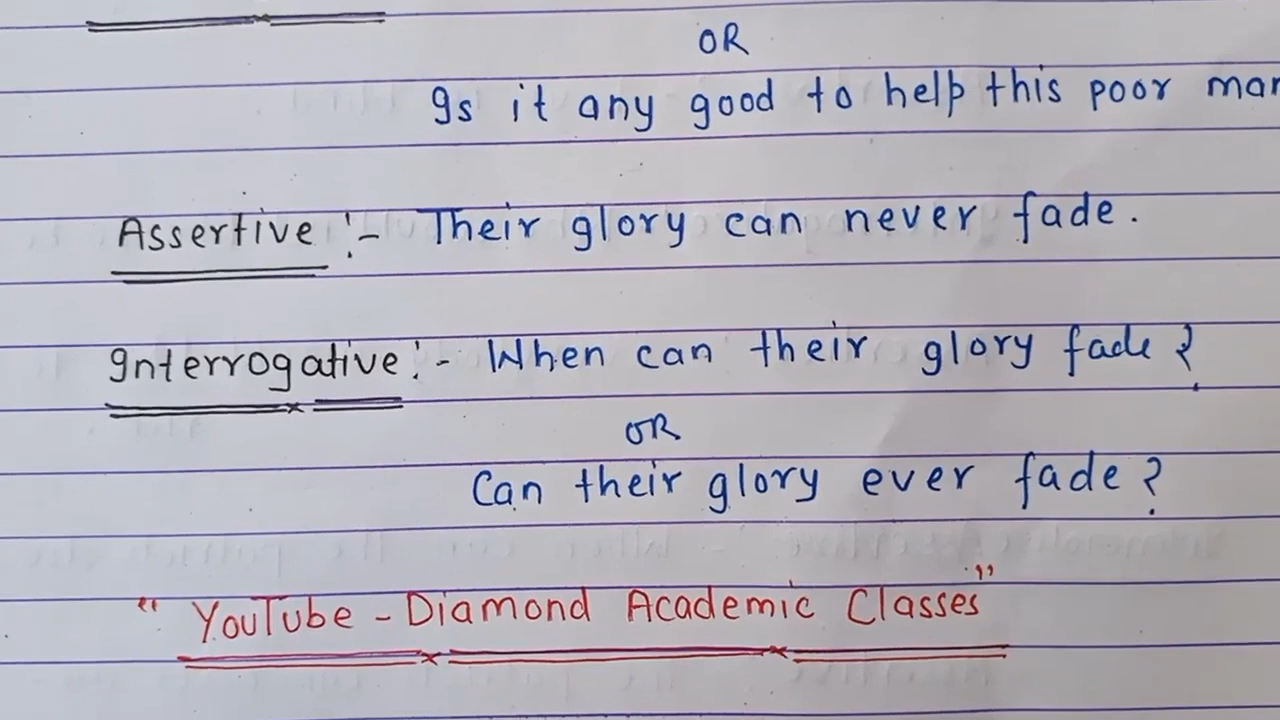 OR
Is it any good to help this poor man
Assertive :- Their glory can never fade.
Interrogative :- When can their glory fade ?
OR
Can their glory ever fade ?
“ YouTube - Diamond Academic Classes ”